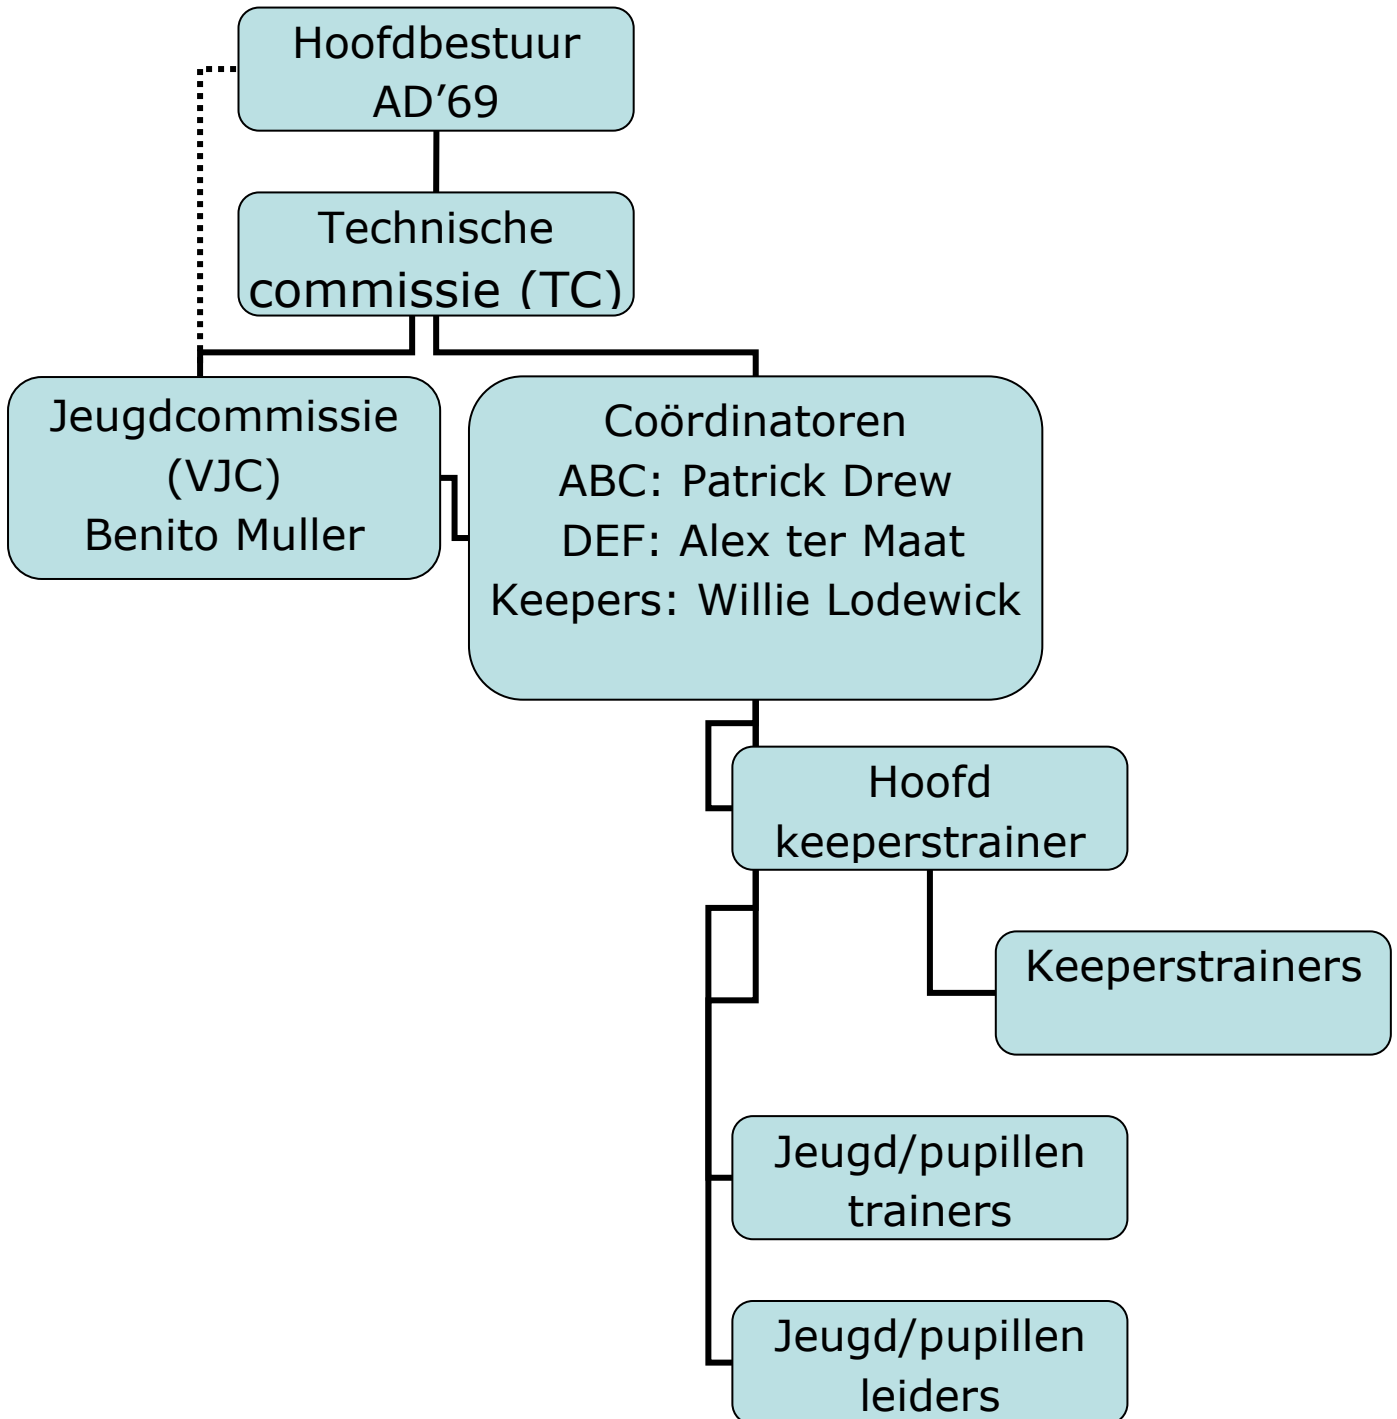 Hoofdbestuur
AD’69
Technische
commissie (TC)
Jeugdcommissie
(VJC)
Benito Muller
Coördinatoren
ABC: Patrick Drew
DEF: Alex ter Maat
Keepers: Willie Lodewick
Hoofd
keeperstrainer
Keeperstrainers
Jeugd/pupillen
trainers
Jeugd/pupillen
leiders